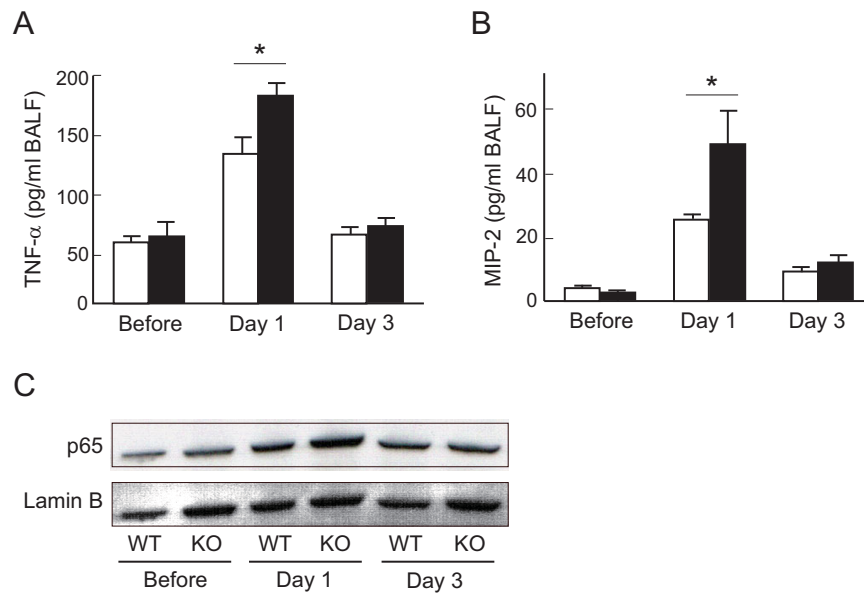 A
TNF-α (pg/ml BALF)
200
150
100
50
0
*
Before Day 1 Day 3
B
MIP-2 (pg/ml BALF)
60
40
20
0
*
Before Day 1 Day 3
C
p65
Lamin B
WT KO WT KO WT KO
Before Day 1 Day 3